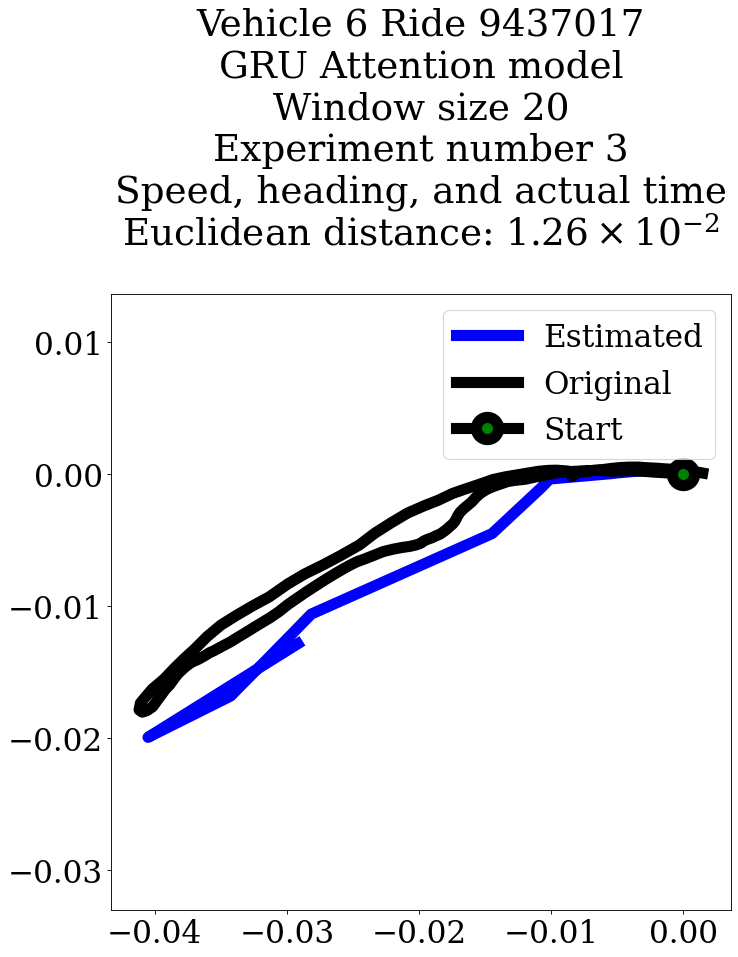 Vehicle 6 Ride 9437017
GRU Attention model
Window size 20
Experiment number 3
Speed, heading, and actual time
Euclidean distance: 1.26 × 10⁻²
Estimated
Original
Start
0.01
0.00
−0.01
−0.02
−0.03
−0.04 −0.03 −0.02 −0.01 0.00